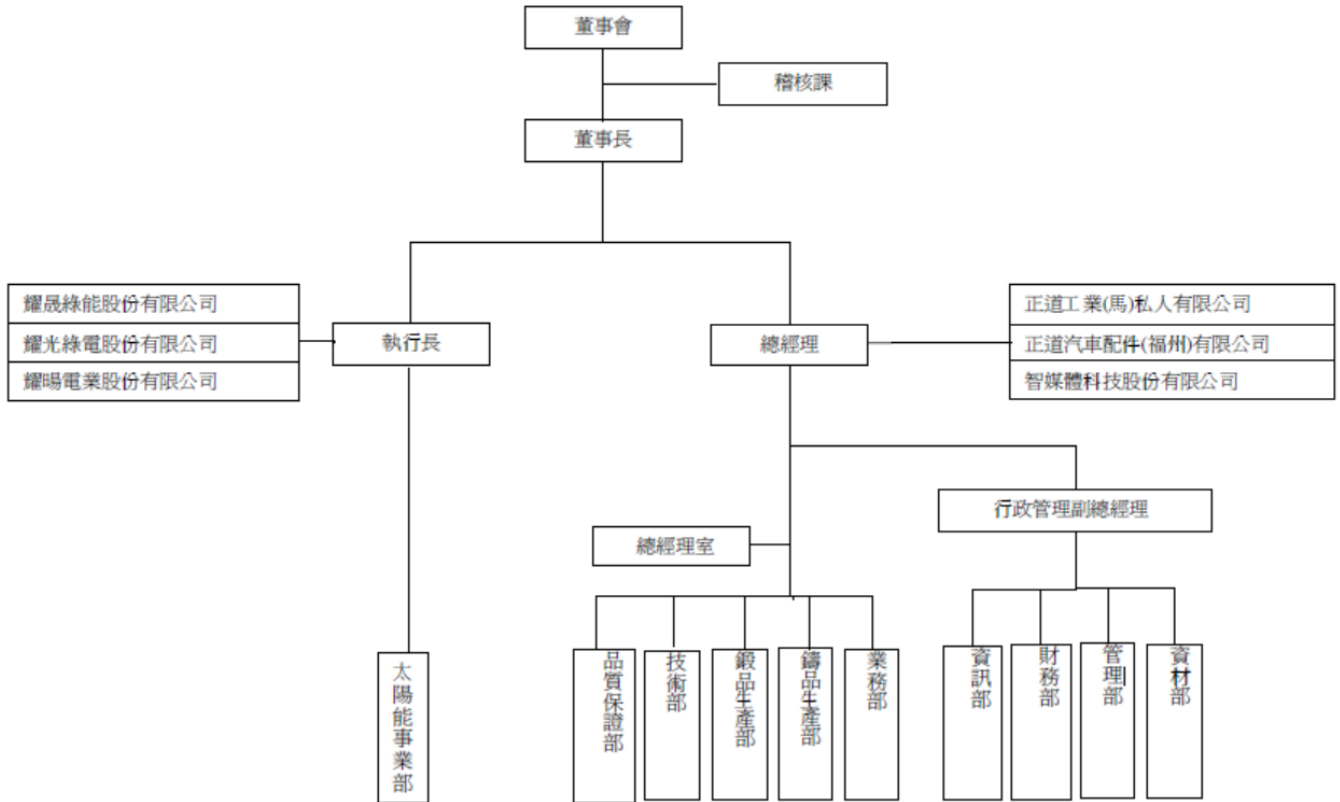 董事會
稽核課
董事長
耀晟綠能股份有限公司
耀光綠電股份有限公司
耀暘電業股份有限公司
執行長
總經理
正道工業(馬)私人有限公司
正道汽車配件(福州)有限公司
智媒體科技股份有限公司
行政管理副總經理
總經理室
太陽能事業部
品質保證部
技術部
鍛品生產部
鑄品生產部
業務部
資訊部
財務部
管理部
資材部